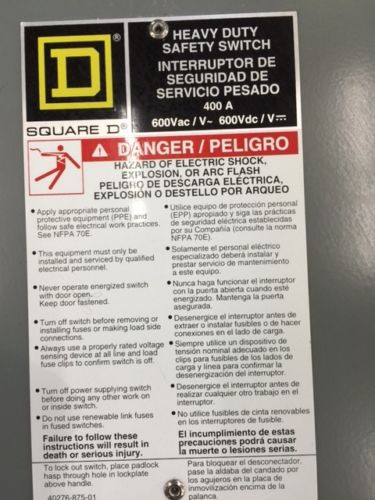 D
HEAVY DUTY
SAFETY SWITCH
INTERRUPTOR DE
SEGURIDAD DE
SERVICIO PESADO
400 A
600Vac / V~ 600Vdc / V⎓
SQUARE D®
DANGER / PELIGRO
HAZARD OF ELECTRIC SHOCK,
EXPLOSION, OR ARC FLASH
PELIGRO DE DESCARGA ELÉCTRICA,
EXPLOSIÓN O DESTELLO POR ARQUEO
• Apply appropriate personal
protective equipment (PPE) and
follow safe electrical work practices.
See NFPA 70E.
• This equipment must only be
installed and serviced by qualified
electrical personnel.
• Never operate energized switch
with door open.
Keep door fastened.
• Turn off switch before removing or
installing fuses or making load side
connections.
• Always use a properly rated voltage
sensing device at all line and load
fuse clips to confirm switch is off.
• Turn off power supplying switch
before doing any other work on
or inside switch.
• Do not use renewable link fuses
in fused switches.
Failure to follow these
instructions will result in
death or serious injury.
• Utilice equipo de protección personal
(EPP) apropiado y siga las prácticas
de seguridad eléctrica establecidas
por su Compañía (consulte la norma
NFPA 70E).
• Solamente el personal eléctrico
especializado deberá instalar y
prestar servicio de mantenimiento
a este equipo.
• Nunca haga funcionar el interruptor
con la puerta abierta cuando esté
energizado. Mantenga la puerta
asegurada.
• Desenergice el interruptor antes de
extraer o instalar fusibles o de hacer
conexiones en el lado de carga.
• Siempre utilice un dispositivo de
tensión nominal adecuado en los
clips para fusibles de los lados de
carga y línea para confirmar la
desenergización del interruptor.
• Desenergice el interruptor antes de
realizar cualquier otro trabajo en el
interruptor.
• No utilice fusibles de cinta renovables
en los interruptores de fusible.
El incumplimiento de estas
precauciones podrá causar
la muerte o lesiones serias.
To lock out switch, place padlock
hasp through hole in lockplate
above handle.
40276-875-01
Para bloquear el desconectador,
pase la aldaba del candado por
los agujeros en la placa de
inmovilización encima de la
palanca.